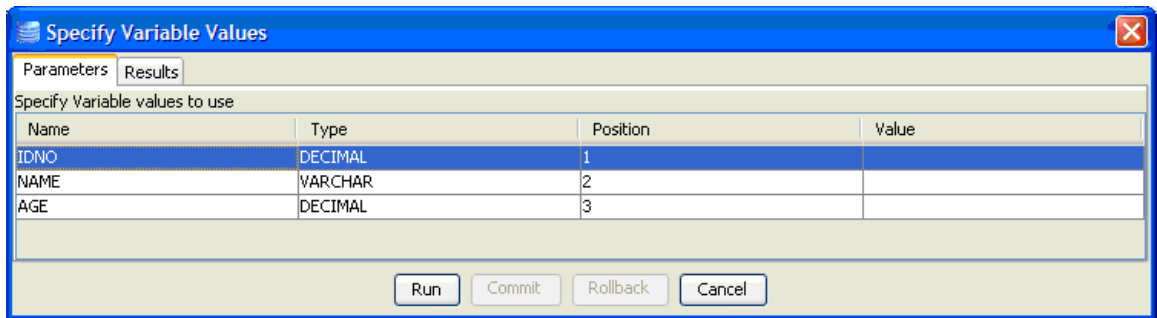 Specify Variable Values
Parameters Results
Specify Variable values to use
Name Type Position Value
IDNO DECIMAL 1
NAME VARCHAR 2
AGE DECIMAL 3
Run Commit Rollback Cancel